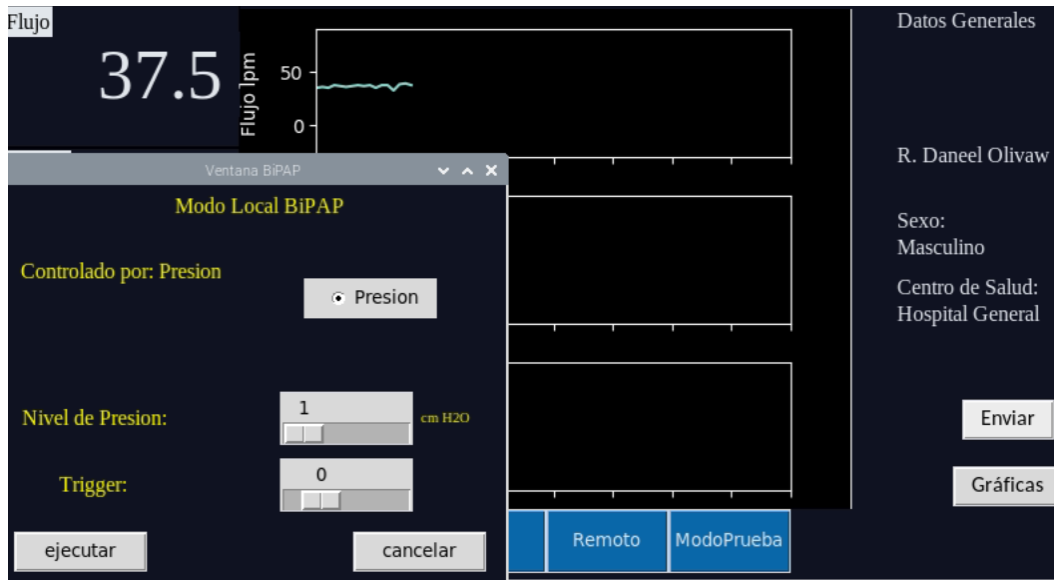 Flujo
37.5
Flujo lpm
50
0
Datos Generales
R. Daneel Olivaw
Sexo:
Masculino
Centro de Salud:
Hospital General
Enviar
Gráficas
Ventana BiPAP
Modo Local BiPAP
Controlado por: Presion
Presion
Nivel de Presion:
1
cm H2O
Trigger:
0
ejecutar
cancelar
Remoto
ModoPrueba